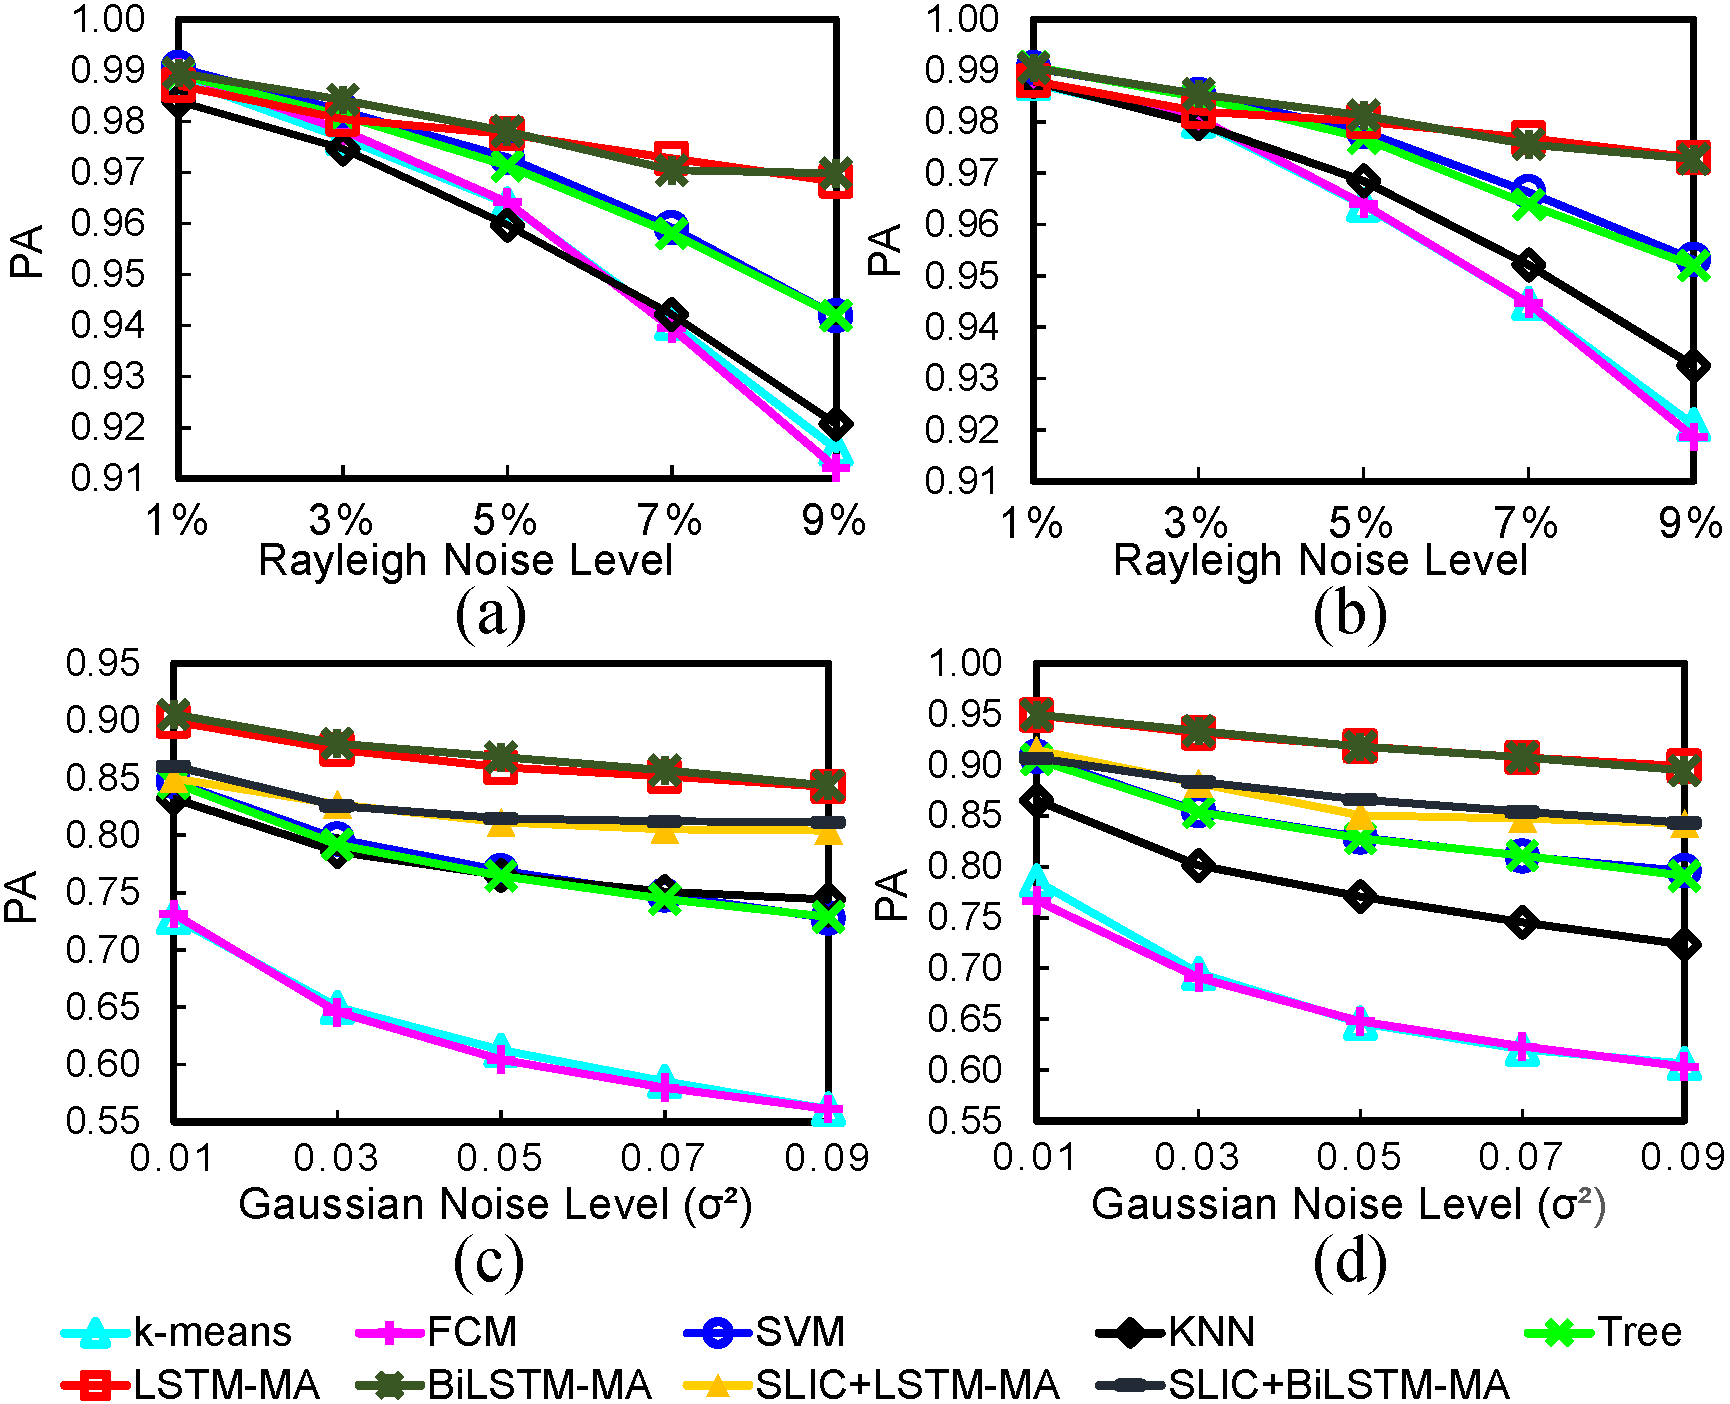 1.00
0.99
0.98
0.97
0.96
0.95
0.94
0.93
0.92
0.91
PA
1% 3% 5% 7% 9%
Rayleigh Noise Level
(a)
1.00
0.99
0.98
0.97
0.96
0.95
0.94
0.93
0.92
0.91
PA
1% 3% 5% 7% 9%
Rayleigh Noise Level
(b)
0.95
0.90
0.85
0.80
0.75
0.70
0.65
0.60
0.55
PA
0.01 0.03 0.05 0.07 0.09
Gaussian Noise Level (σ²)
(c)
1.00
0.95
0.90
0.85
0.80
0.75
0.70
0.65
0.60
0.55
PA
0.01 0.03 0.05 0.07 0.09
Gaussian Noise Level (σ²)
(d)
k-means FCM SVM KNN Tree
LSTM-MA BiLSTM-MA SLIC+LSTM-MA SLIC+BiLSTM-MA